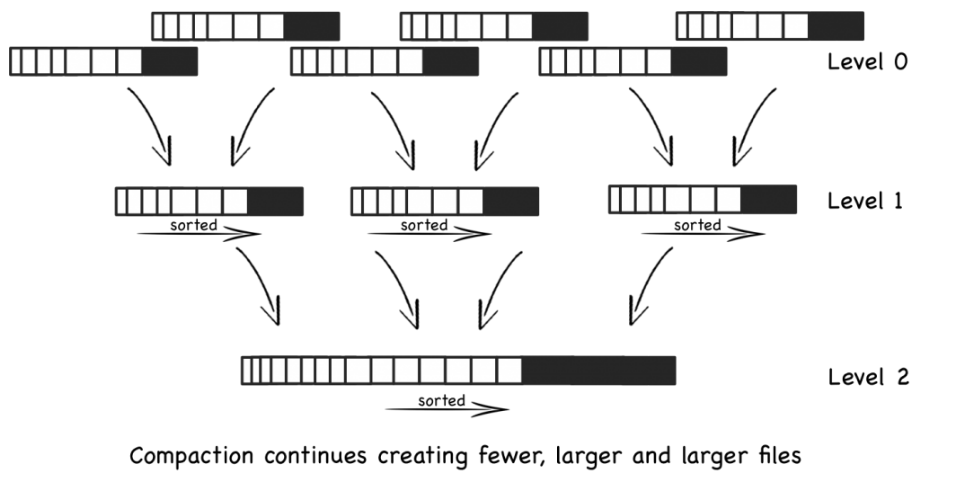 Level 0
Level 1
sorted
sorted
sorted
Level 2
sorted
Compaction continues creating fewer, larger and larger files